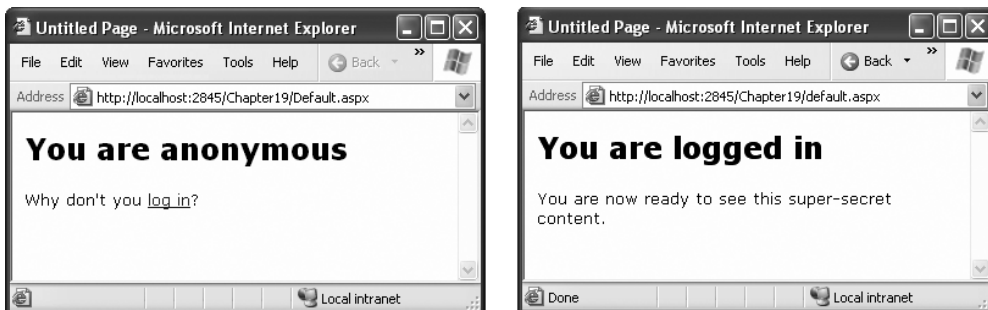 Untitled Page - Microsoft Internet Explorer
File Edit View Favorites Tools Help Back »
Address http://localhost:2845/Chapter19/Default.aspx
You are anonymous
Why don't you log in?
Local intranet
Untitled Page - Microsoft Internet Explorer
File Edit View Favorites Tools Help Back »
Address http://localhost:2845/Chapter19/default.aspx
You are logged in
You are now ready to see this super-secret
content.
Done Local intranet